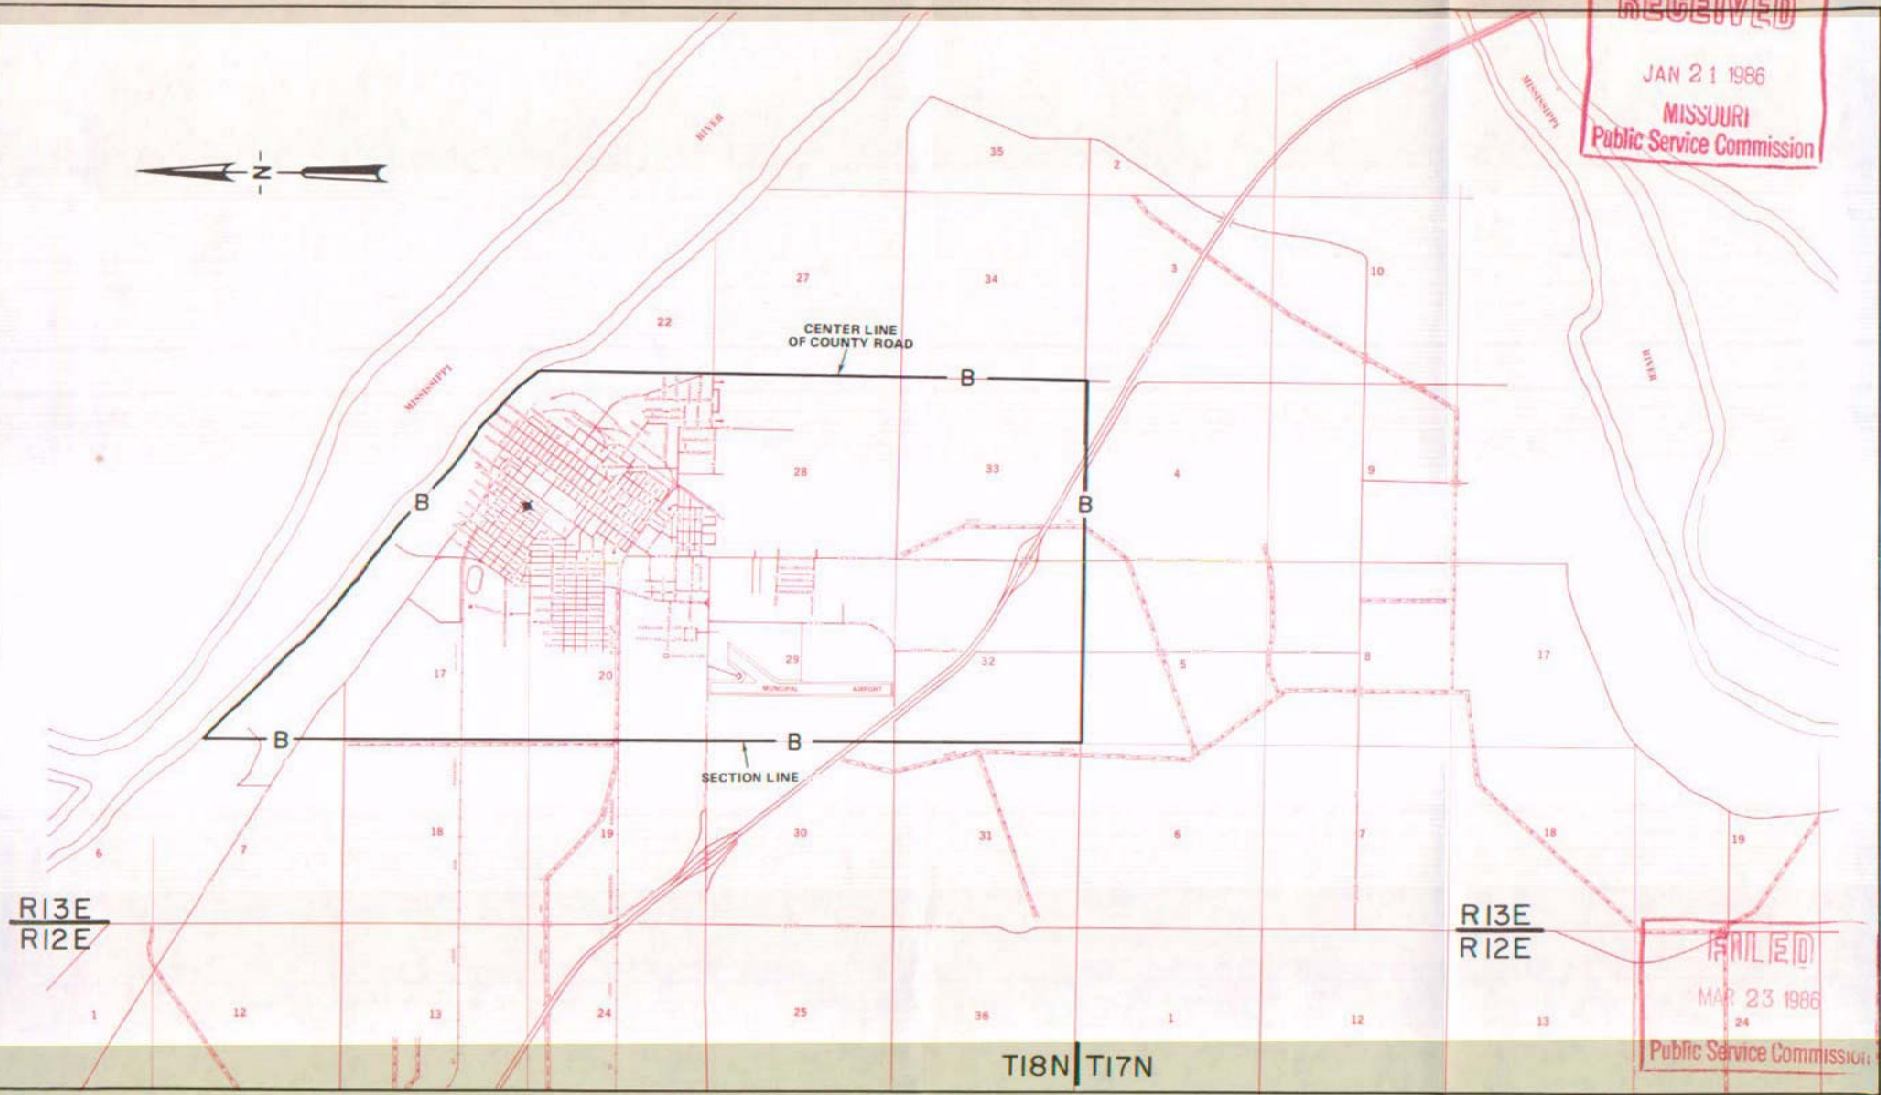 RECEIVED
JAN 21 1986
MISSOURI
Public Service Commission
N
RIVER
MISSISSIPPI
35
2
27
34
3
10
22
CENTER LINE
OF COUNTY ROAD
B
RIVER
MISSISSIPPI
28
33
4
9
B
B
17
20
29
32
5
8
17
MUNICIPAL AIRPORT
B
B
SECTION LINE
6
7
18
19
30
31
6
7
18
19
R13E
R12E
R13E
R12E
FILED
MAR 23 1986
Public Service Commission
1
12
13
24
25
36
1
12
13
24
T18N T17N